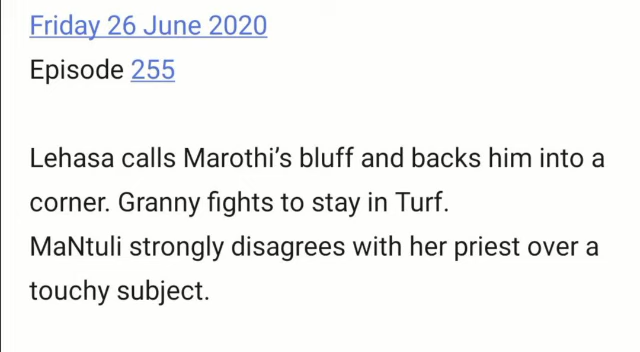 Friday 26 June 2020
Episode 255
Lehasa calls Marothi’s bluff and backs him into a
corner. Granny fights to stay in Turf.
MaNtuli strongly disagrees with her priest over a
touchy subject.